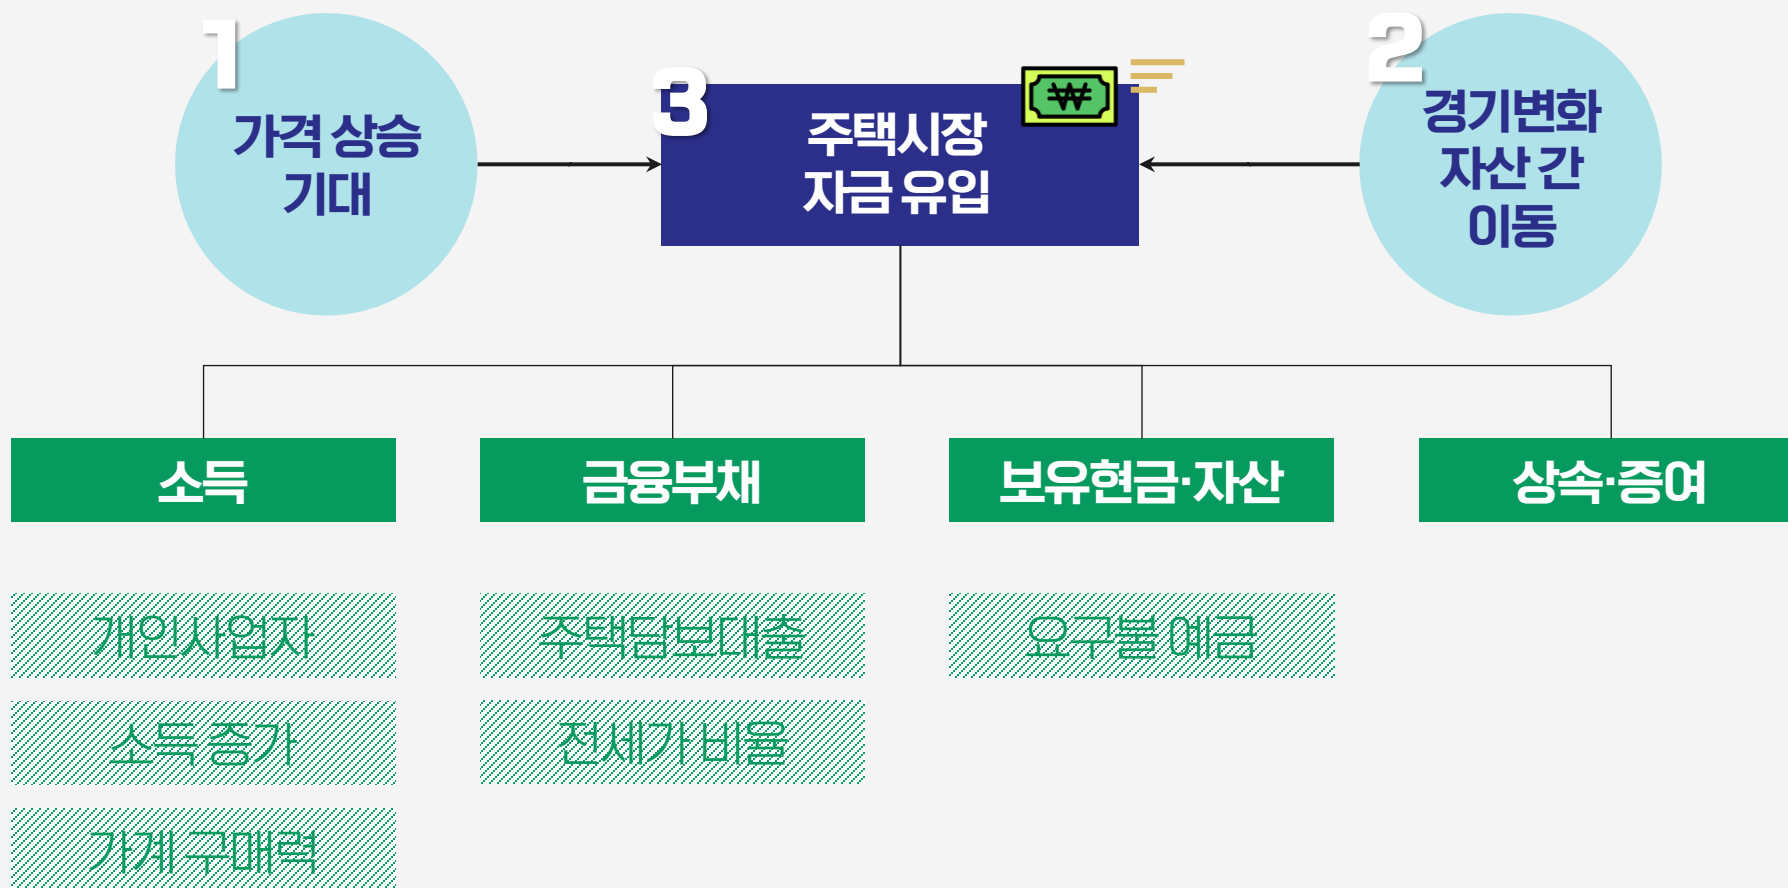 1
가격 상승
기대
3
주택시장
자금 유입
₩
2
경기변화
자산 간
이동
소득
금융부채
보유현금·자산
상속·증여
개인사업자
주택담보대출
요구불 예금
소득 증가
전세가 비율
가계 구매력